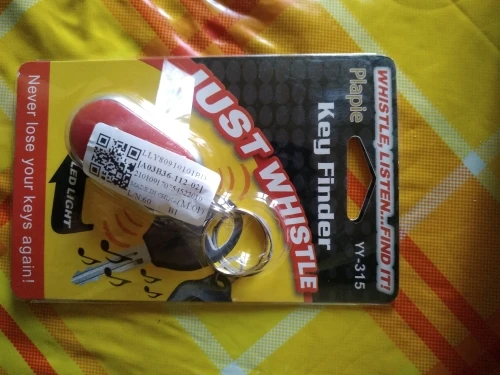 WHISTLE, LISTEN...FIND IT!
Plapie
Key Finder
YY-315
JUST WHISTLE
LED LIGHT
Never lose your keys again!